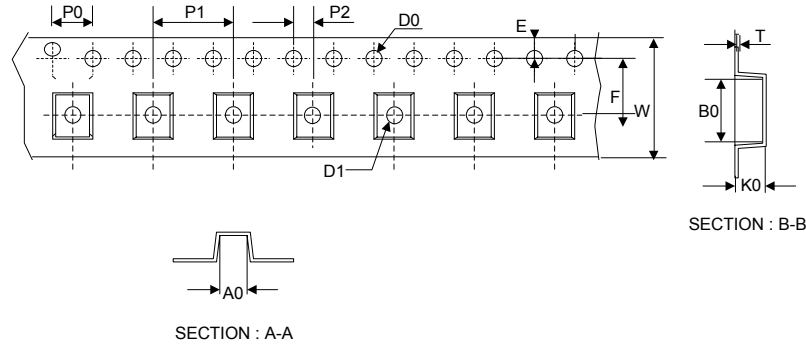 P0
P1
P2
D0
E
T
F
W
B0
D1
K0
SECTION : B-B
A0
SECTION : A-A